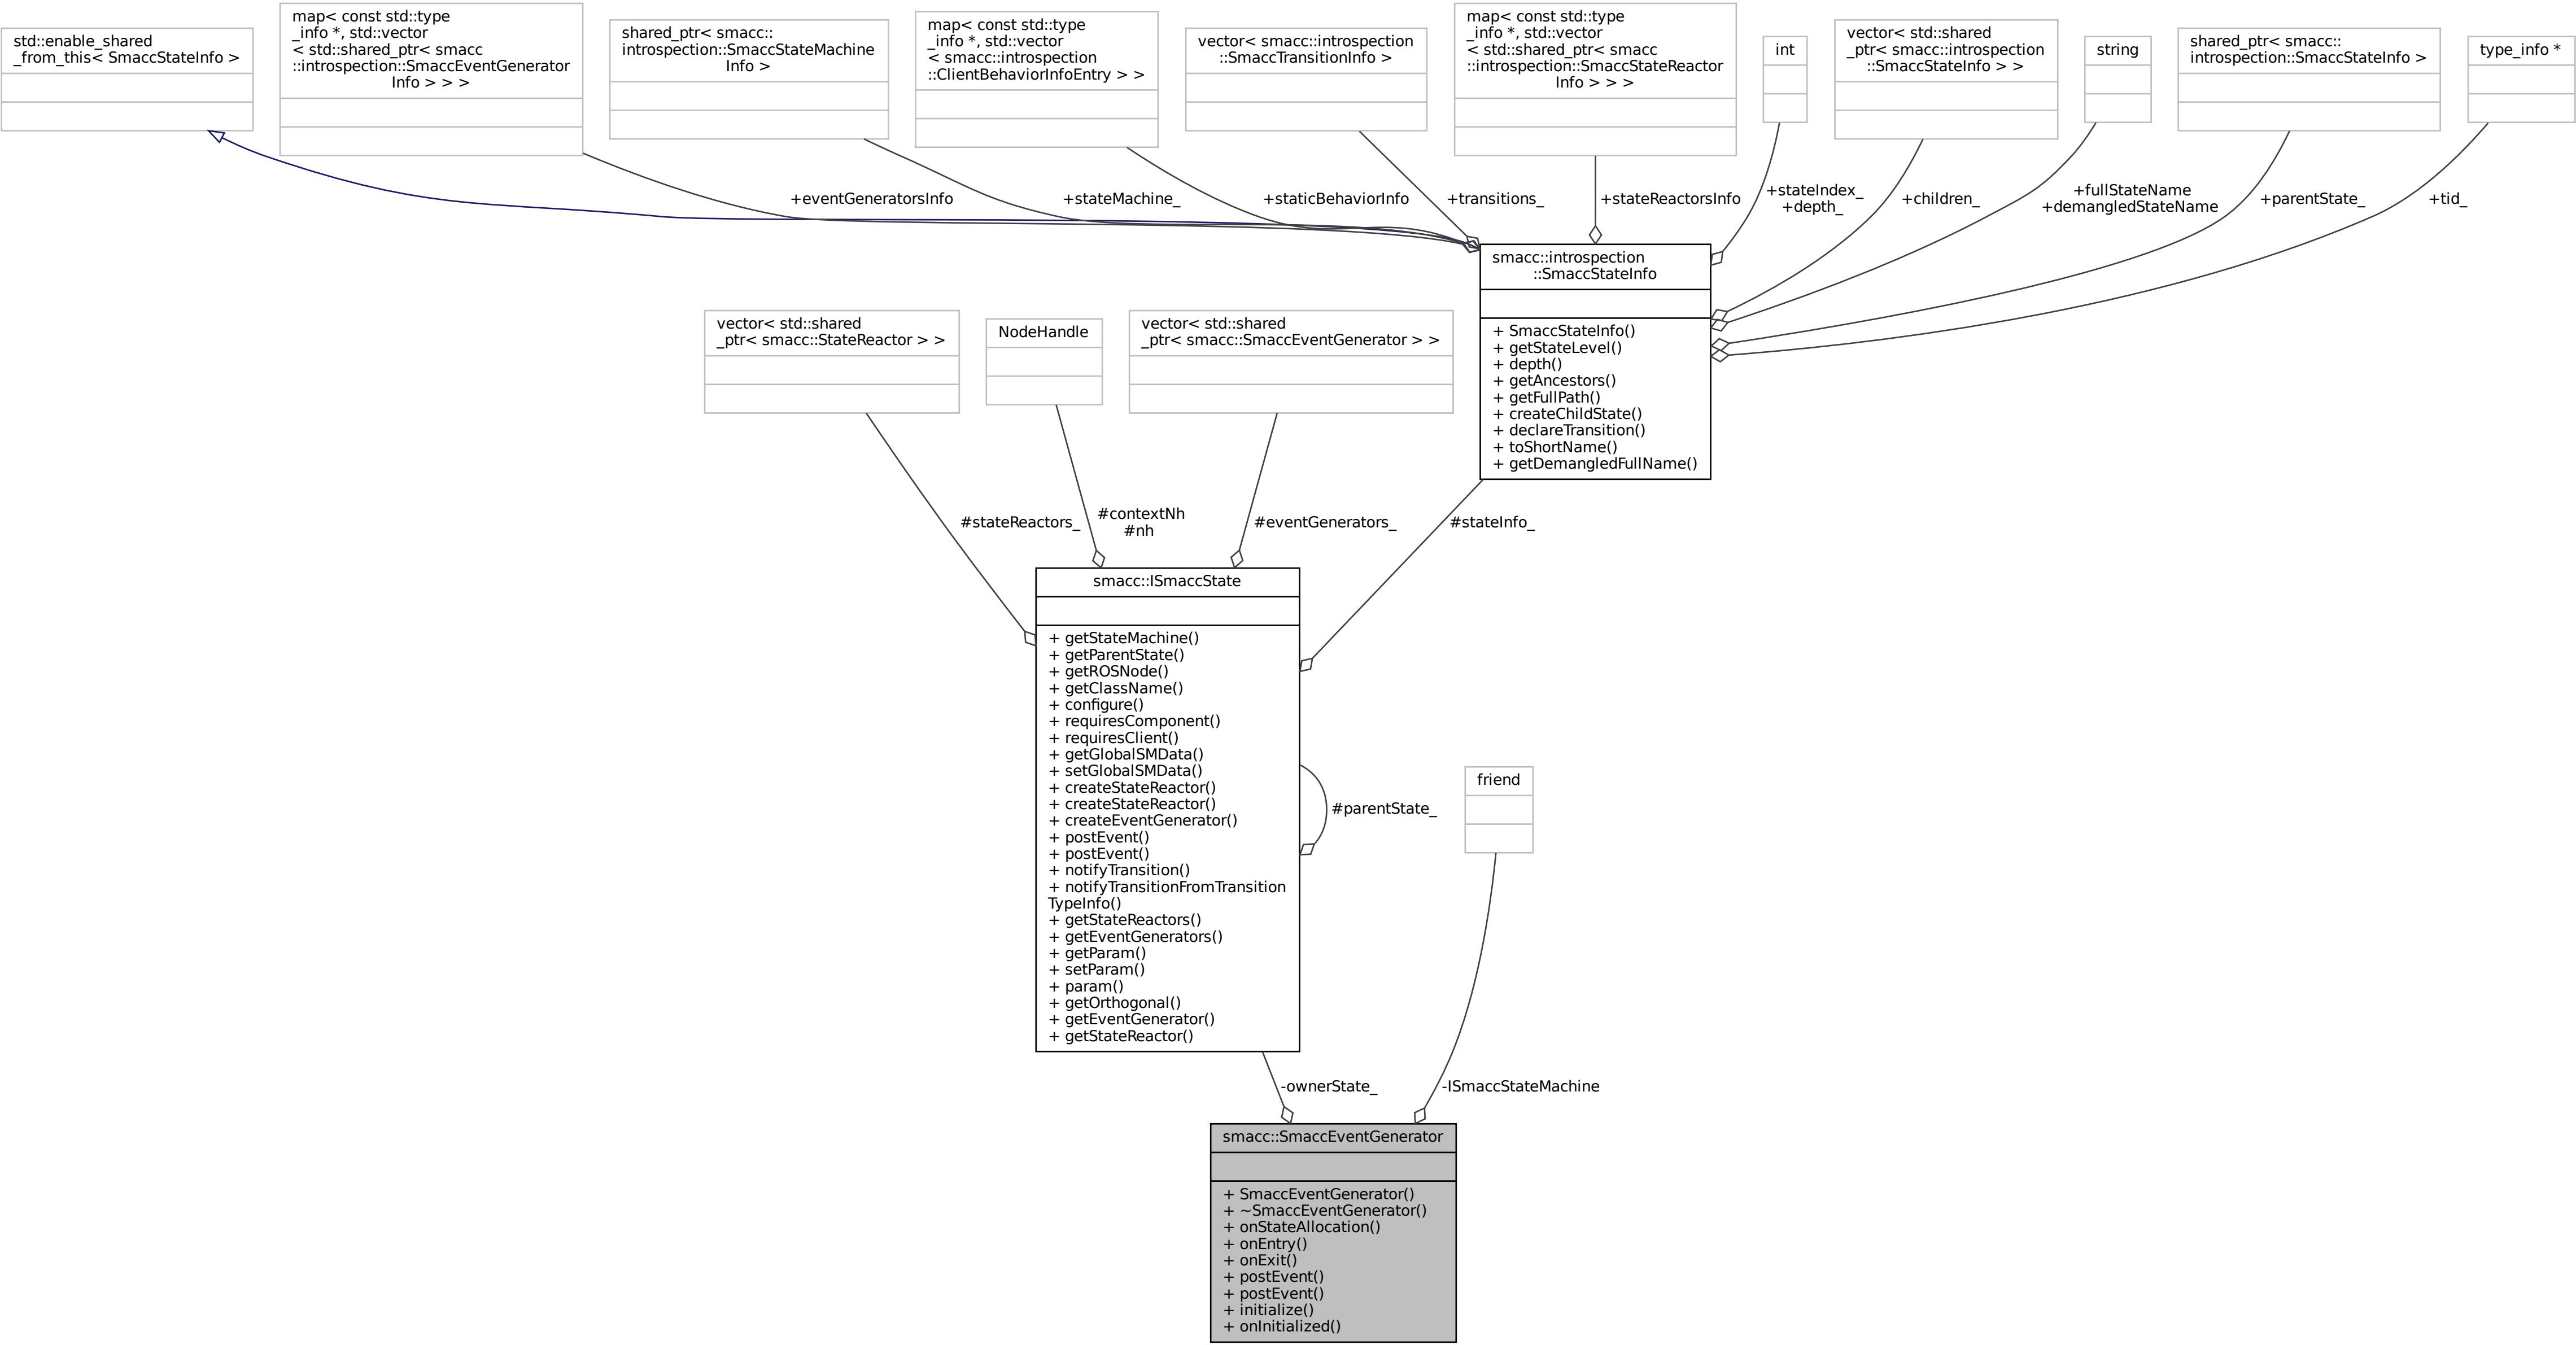 std::enable_shared
_from_this< SmaccStateInfo >
map< const std::type
_info *, std::vector
< std::shared_ptr< smacc
::introspection::SmaccEventGenerator
Info > > >
shared_ptr< smacc::
introspection::SmaccStateMachine
Info >
map< const std::type
_info *, std::vector
< smacc::introspection
::ClientBehaviorInfoEntry > >
vector< smacc::introspection
::SmaccTransitionInfo >
map< const std::type
_info *, std::vector
< std::shared_ptr< smacc
::introspection::SmaccStateReactor
Info > > >
int
vector< std::shared
_ptr< smacc::introspection
::SmaccStateInfo > >
string
shared_ptr< smacc::
introspection::SmaccStateInfo >
type_info *
+eventGeneratorsInfo
+stateMachine_
+staticBehaviorInfo
+transitions_
+stateReactorsInfo
+stateIndex_
+depth_
+children_
+fullStateName
+demangledStateName
+parentState_
+tid_
smacc::introspection
::SmaccStateInfo
+ SmaccStateInfo()
+ getStateLevel()
+ depth()
+ getAncestors()
+ getFullPath()
+ createChildState()
+ declareTransition()
+ toShortName()
+ getDemangledFullName()
vector< std::shared
_ptr< smacc::StateReactor > >
NodeHandle
vector< std::shared
_ptr< smacc::SmaccEventGenerator > >
#stateReactors_
#contextNh
#nh
#eventGenerators_
#stateInfo_
smacc::ISmaccState
+ getStateMachine()
+ getParentState()
+ getROSNode()
+ getClassName()
+ configure()
+ requiresComponent()
+ requiresClient()
+ getGlobalSMData()
+ setGlobalSMData()
+ createStateReactor()
+ createStateReactor()
+ createEventGenerator()
+ postEvent()
+ postEvent()
+ notifyTransition()
+ notifyTransitionFromTransition
TypeInfo()
+ getStateReactors()
+ getEventGenerators()
+ getParam()
+ setParam()
+ param()
+ getOrthogonal()
+ getEventGenerator()
+ getStateReactor()
#parentState_
friend
-ownerState_
-ISmaccStateMachine
smacc::SmaccEventGenerator
+ SmaccEventGenerator()
+ ~SmaccEventGenerator()
+ onStateAllocation()
+ onEntry()
+ onExit()
+ postEvent()
+ postEvent()
+ initialize()
+ onInitialized()